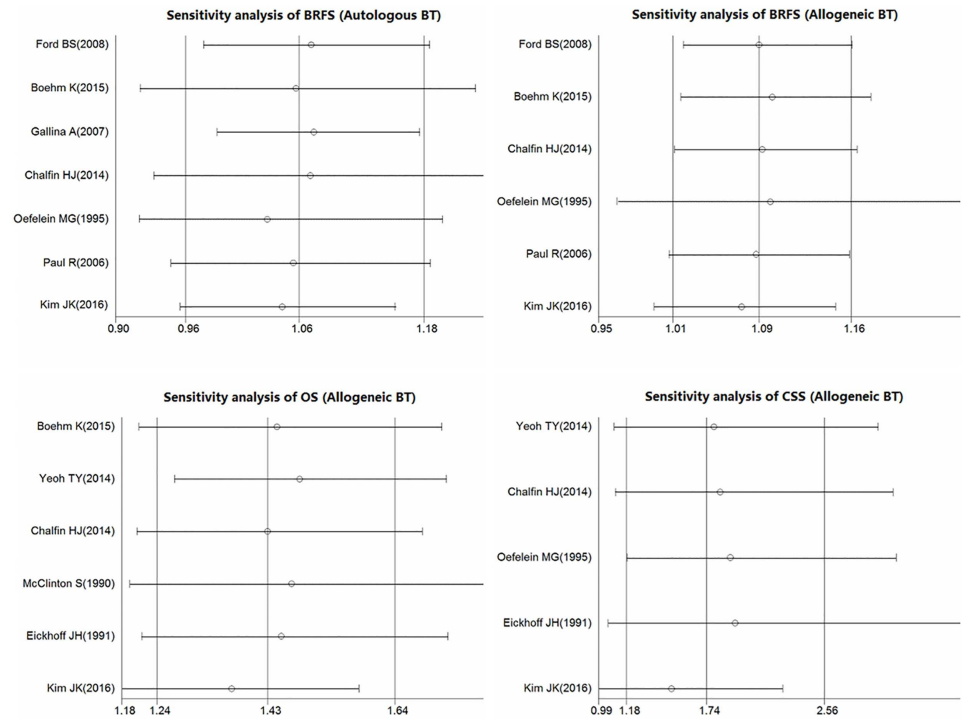 Sensitivity analysis of BRFS (Autologous BT)
Ford BS(2008)
Boehm K(2015)
Gallina A(2007)
Chalfin HJ(2014)
Oefelein MG(1995)
Paul R(2006)
Kim JK(2016)
0.90 0.96 1.06 1.18
Sensitivity analysis of BRFS (Allogeneic BT)
Ford BS(2008)
Boehm K(2015)
Chalfin HJ(2014)
Oefelein MG(1995)
Paul R(2006)
Kim JK(2016)
0.95 1.01 1.09 1.16
Sensitivity analysis of OS (Allogeneic BT)
Boehm K(2015)
Yeoh TY(2014)
Chalfin HJ(2014)
McClinton S(1990)
Eickhoff JH(1991)
Kim JK(2016)
1.18 1.24 1.43 1.64
Sensitivity analysis of CSS (Allogeneic BT)
Yeoh TY(2014)
Chalfin HJ(2014)
Oefelein MG(1995)
Eickhoff JH(1991)
Kim JK(2016)
0.99 1.18 1.74 2.56